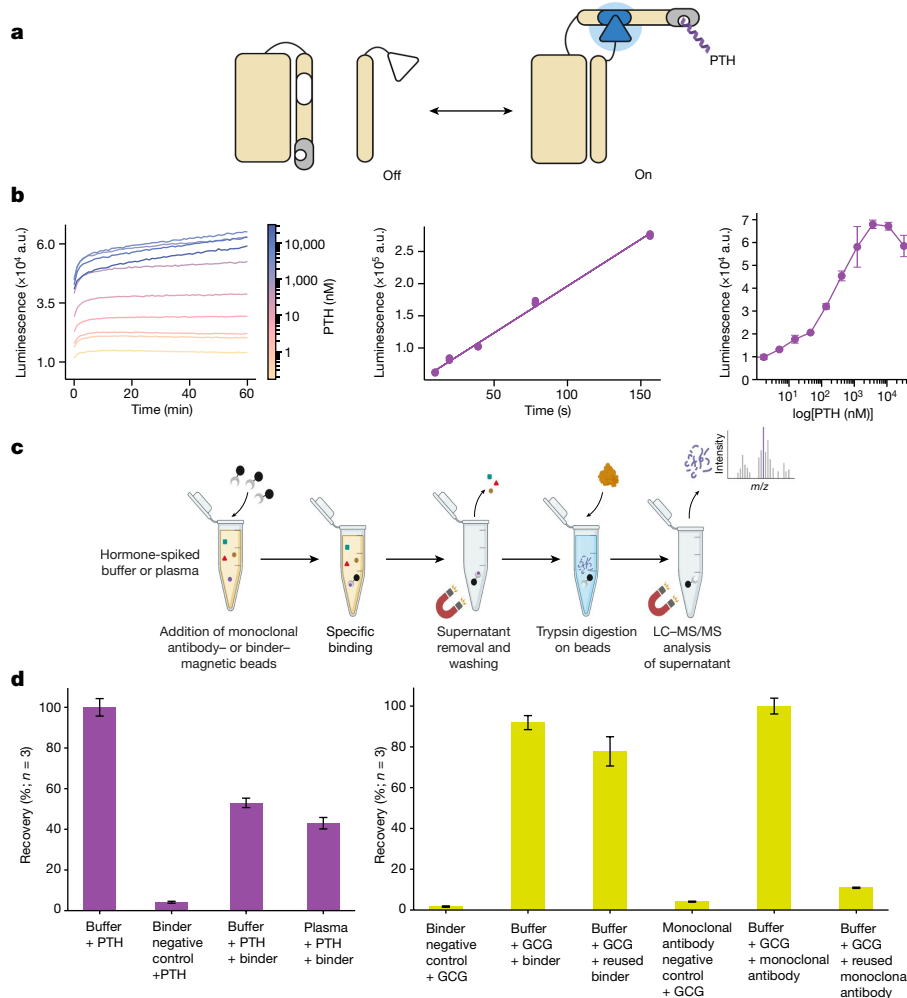 a
PTH
Off
On
b
Luminescence (×10⁴ a.u.)
6.0
3.5
1.0
0
20
40
60
Time (min)
10,000
1,000
10
1
PTH (nM)
Luminescence (×10⁵ a.u.)
2.5
1.5
1.0
50
100
150
Time (s)
Luminescence (×10⁴ a.u.)
7
6
5
4
3
2
1
0
10¹
10²
10³
10⁴
log[PTH (nM)]
c
Intensity
m/z
Hormone-spiked
buffer or plasma
Addition of monoclonal
antibody– or binder–
magnetic beads
Specific
binding
Supernatant
removal and
washing
Trypsin digestion
on beads
LC–MS/MS
analysis
of supernatant
d
Recovery (%; n = 3)
100
80
60
40
20
0
Buffer
+ PTH
Binder
negative
control
+PTH
Buffer
+ PTH
+ binder
Plasma
+ PTH
+ binder
Recovery (%; n = 3)
100
80
60
40
20
0
Binder
negative
control
+ GCG
Buffer
+ GCG
+ binder
Buffer
+ GCG
+ reused
binder
Monoclonal
antibody
negative
control + GCG
Buffer
+ GCG
+ monoclonal
antibody
Buffer
+ GCG
+ reused
monoclonal
antibody